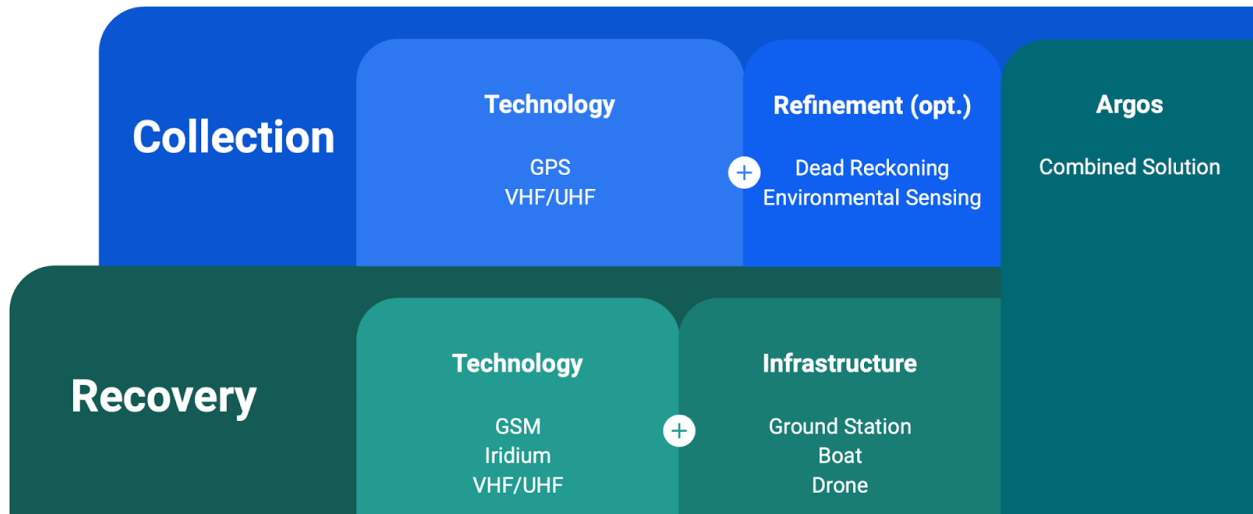 Collection
Technology
GPS
VHF/UHF
+
Refinement (opt.)
Dead Reckoning
Environmental Sensing
Argos
Combined Solution
Recovery
Technology
GSM
Iridium
VHF/UHF
+
Infrastructure
Ground Station
Boat
Drone